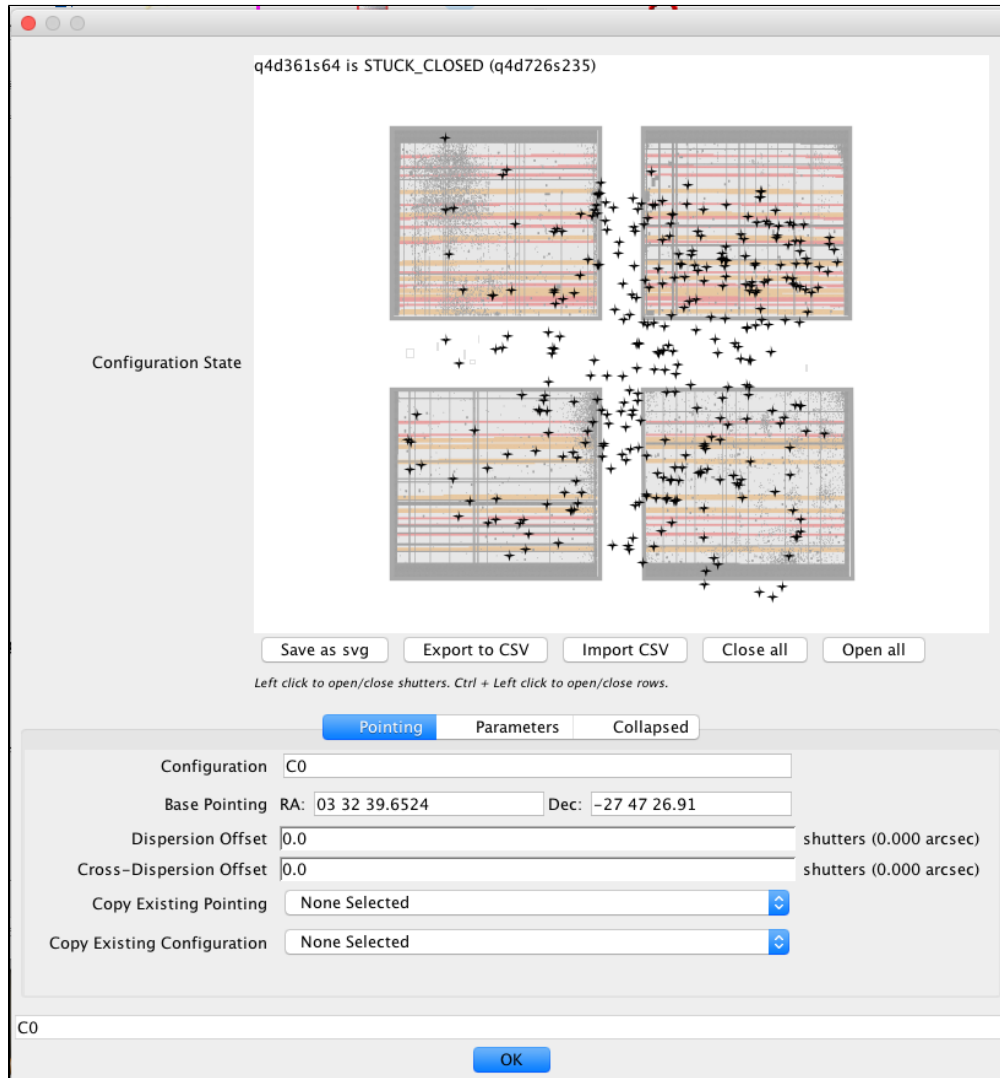 q4d361s64 is STUCK_CLOSED (q4d726s235)
Configuration State
Save as svg Export to CSV Import CSV Close all Open all
Left click to open/close shutters. Ctrl + Left click to open/close rows.
Pointing Parameters Collapsed
Configuration C0
Base Pointing RA: 03 32 39.6524 Dec: -27 47 26.91
Dispersion Offset 0.0 shutters (0.000 arcsec)
Cross-Dispersion Offset 0.0 shutters (0.000 arcsec)
Copy Existing Pointing None Selected
Copy Existing Configuration None Selected
C0
OK